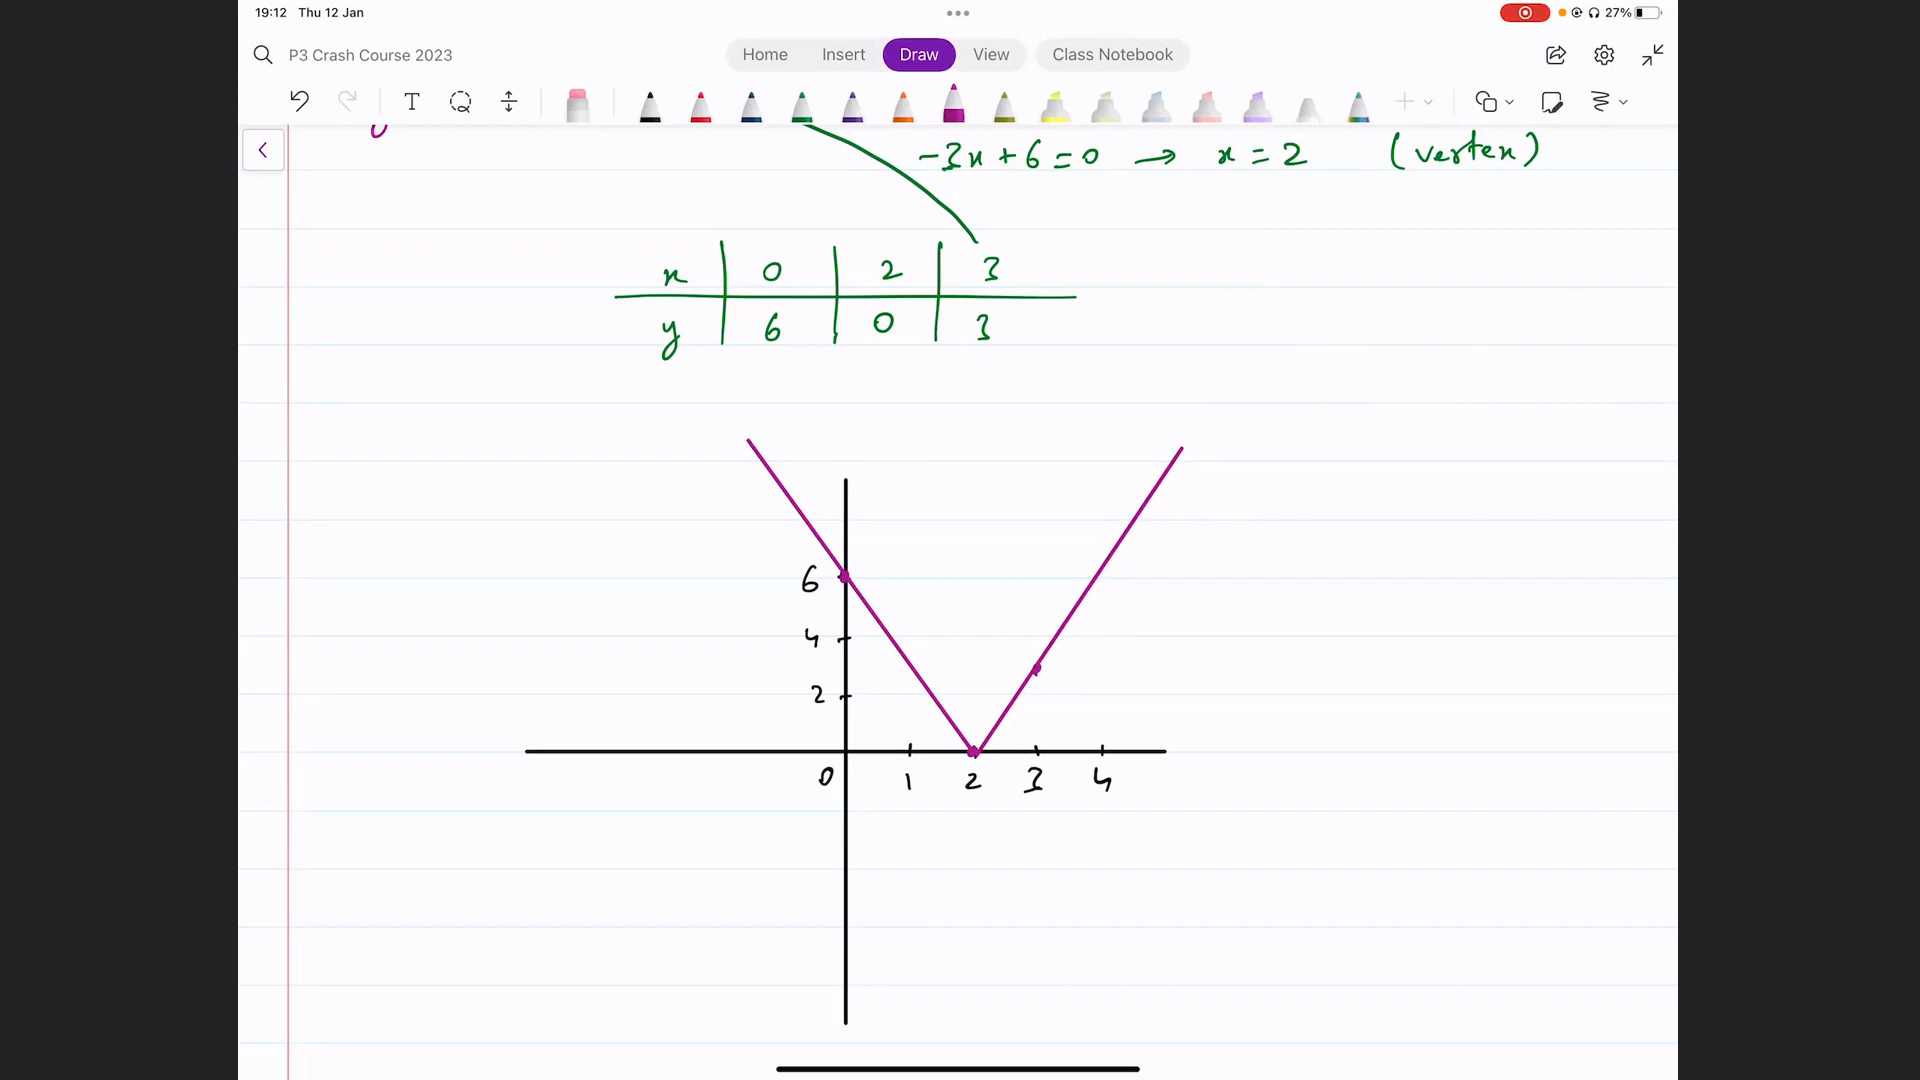 19:12 Thu 12 Jan
27%
P3 Crash Course 2023
Home Insert Draw View Class Notebook
T
-3x + 6 = 0 → x = 2 (vertex)
x 0 2 3
y 6 0 3
6
4
2
0 1 2 3 4